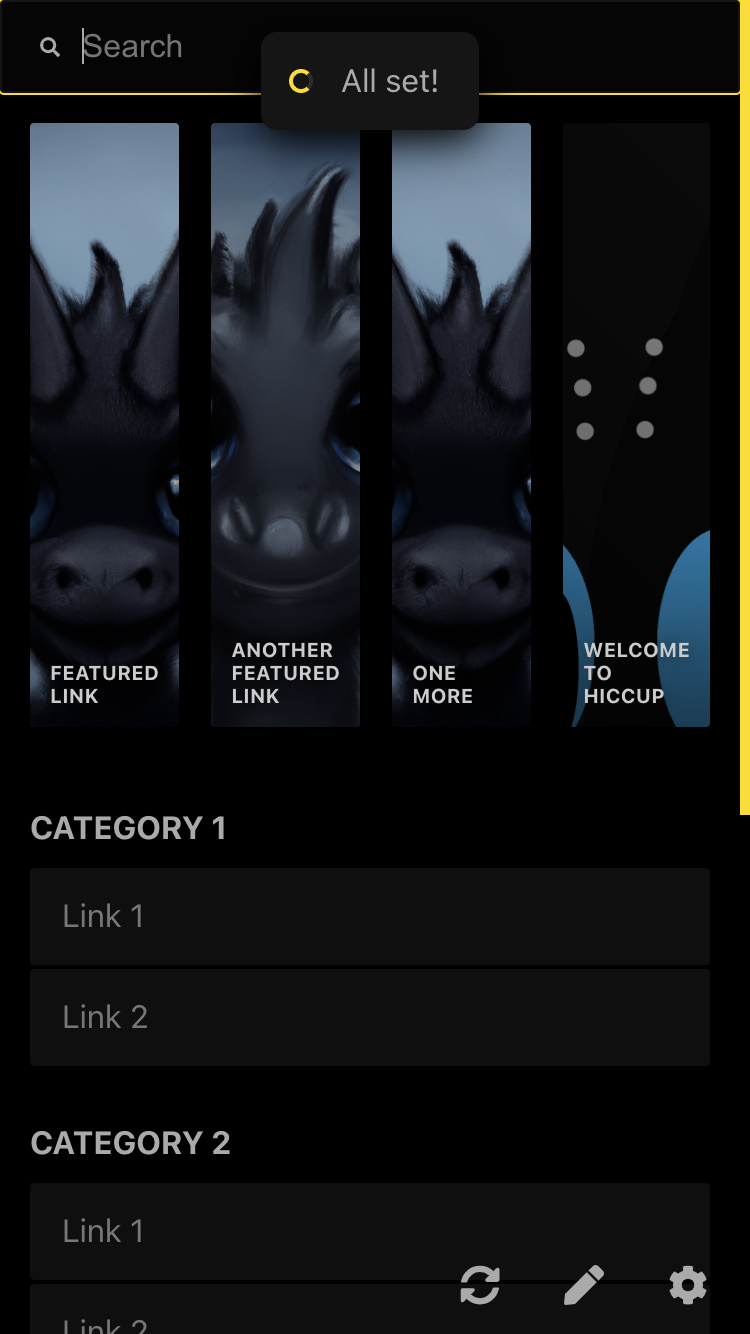 Search
All set!
FEATURED
LINK
ANOTHER
FEATURED
LINK
ONE
MORE
WELCOME
TO
HICCUP
CATEGORY 1
Link 1
Link 2
CATEGORY 2
Link 1
Link 2